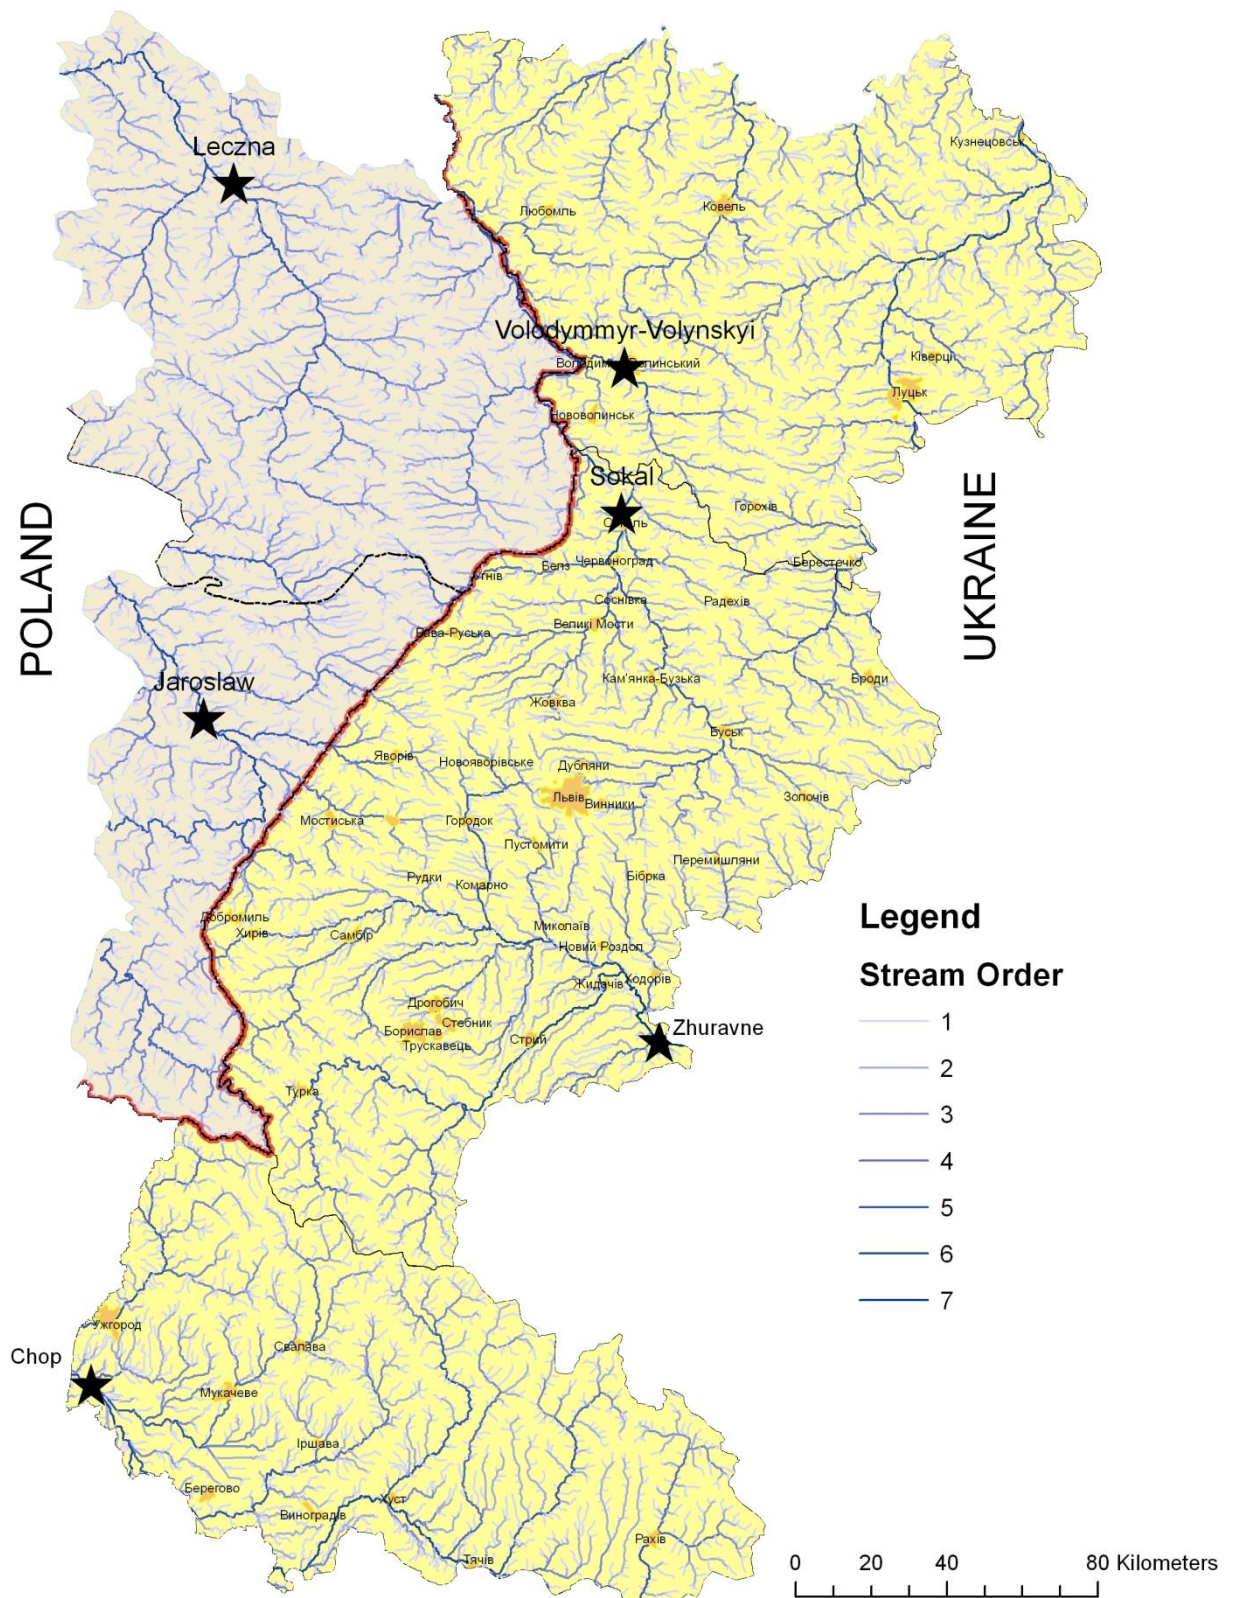 Leczna
Кузнецовськ
Любомль
Ковель
Volodymmyr-Volynskyi
Ківерці
Луцьк
Нововолинськ
POLAND
UKRAINE
Sokal
Горохів
Белз
Червоноград
Берестечко
Соснівка
Радехів
Великі Мости
Рава-Руська
Jaroslaw
Кам'янка-Бузька
Броди
Жовква
Буськ
Яворів
Новояворівське
Дубляни
Львів
Винники
Золочів
Мостиська
Городок
Пустомити
Перемишляни
Рудки
Комарно
Бібрка
Добромиль
Хирів
Самбір
Миколаїв
Новий Роздол
Жидачів
Ходорів
Дрогобич
Стебник
Борислав
Трускавець
Стрий
Zhuravne
Турка
Legend
Stream Order
1
2
3
4
5
6
7
Ужгород
Chop
Свалява
Мукачеве
Іршава
Берегово
Виноградів
Хуст
Тячів
Рахів
0 20 40 80 Kilometers